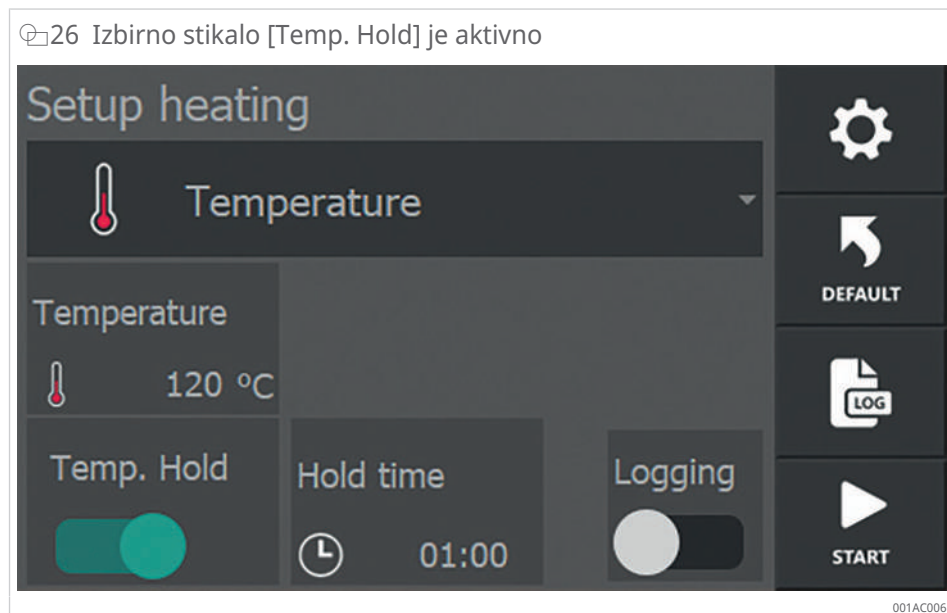 26 Izbirno stikalo [Temp. Hold] je aktivno
Setup heating
Temperature
DEFAULT
Temperature
120 °C
LOG
Temp. Hold
Hold time
Logging
01:00
START
001AC006